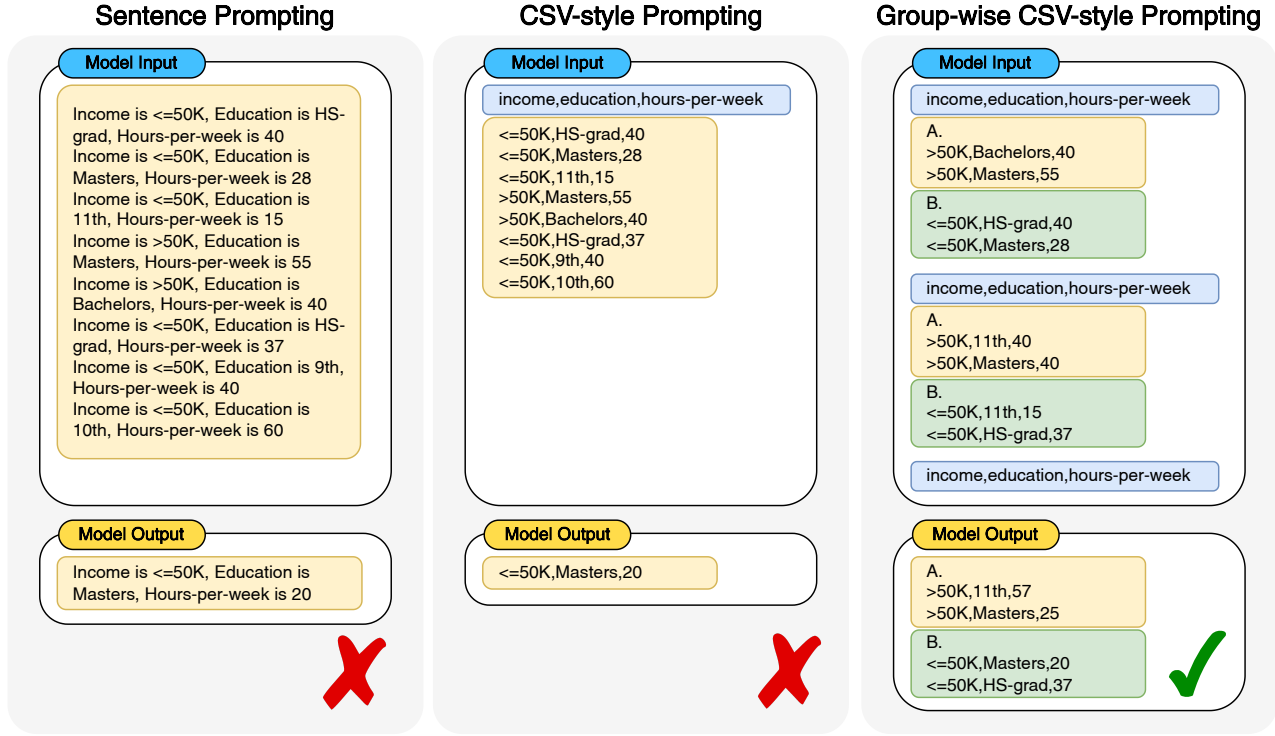 Sentence Prompting
Model Input
Income is <=50K, Education is HS-
grad, Hours-per-week is 40
Income is <=50K, Education is
Masters, Hours-per-week is 28
Income is <=50K, Education is
11th, Hours-per-week is 15
Income is >50K, Education is
Masters, Hours-per-week is 55
Income is >50K, Education is
Bachelors, Hours-per-week is 40
Income is <=50K, Education is HS-
grad, Hours-per-week is 37
Income is <=50K, Education is 9th,
Hours-per-week is 40
Income is <=50K, Education is
10th, Hours-per-week is 60
Model Output
Income is <=50K, Education is
Masters, Hours-per-week is 20
CSV-style Prompting
Model Input
income,education,hours-per-week
<=50K,HS-grad,40
<=50K,Masters,28
<=50K,11th,15
>50K,Masters,55
>50K,Bachelors,40
<=50K,HS-grad,37
<=50K,9th,40
<=50K,10th,60
Model Output
<=50K,Masters,20
Group-wise CSV-style Prompting
Model Input
income,education,hours-per-week
A.
>50K,Bachelors,40
>50K,Masters,55
B.
<=50K,HS-grad,40
<=50K,Masters,28
income,education,hours-per-week
A.
>50K,11th,40
>50K,Masters,40
B.
<=50K,11th,15
<=50K,HS-grad,37
income,education,hours-per-week
Model Output
A.
>50K,11th,57
>50K,Masters,25
B.
<=50K,Masters,20
<=50K,HS-grad,37